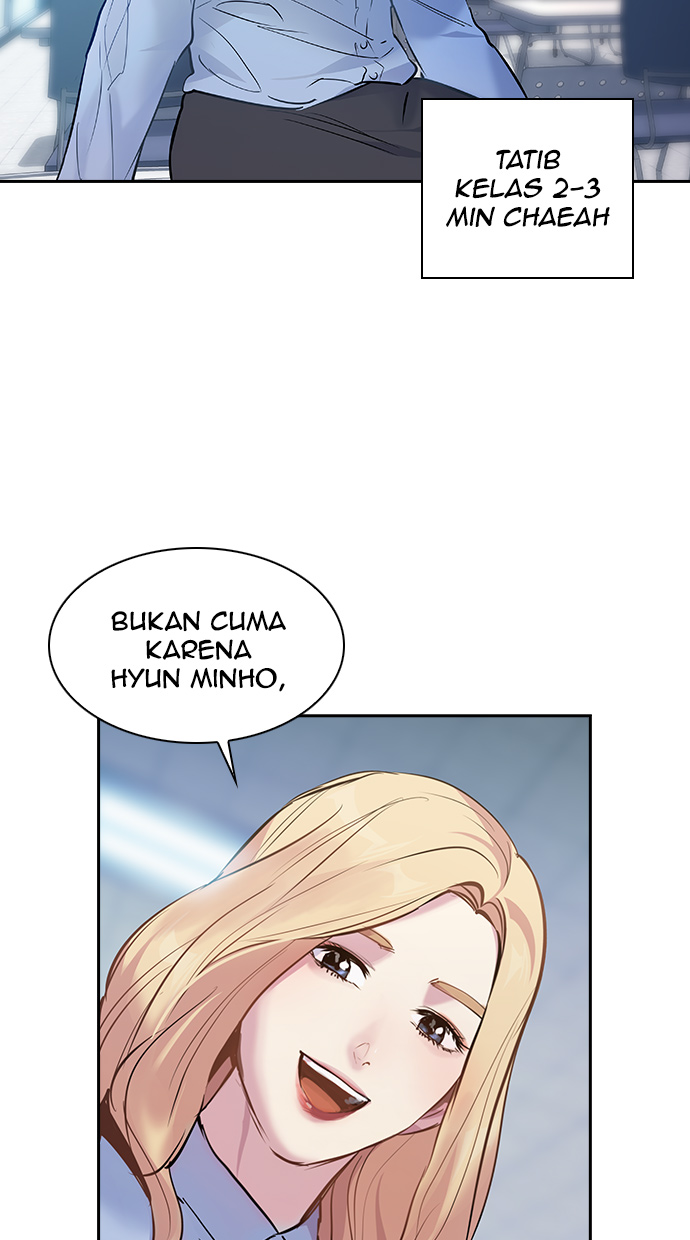 TATIB
KELAS 2-3
MIN CHAEAH
BUKAN CUMA
KARENA
HYUN MINHO,